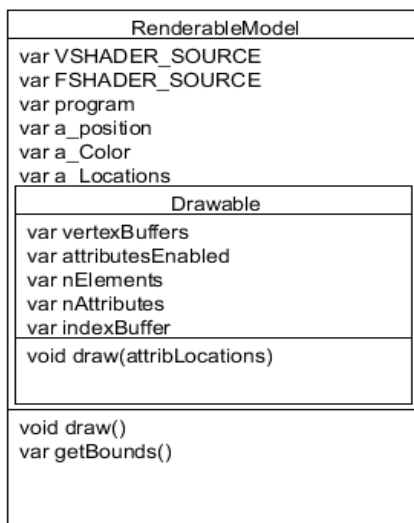 RenderableModel
var VSHADER_SOURCE
var FSHADER_SOURCE
var program
var a_position
var a_Color
var a_Locations
Drawable
var vertexBuffers
var attributesEnabled
var nElements
var nAttributes
var indexBuffer
void draw(attribLocations)
void draw()
var getBounds()